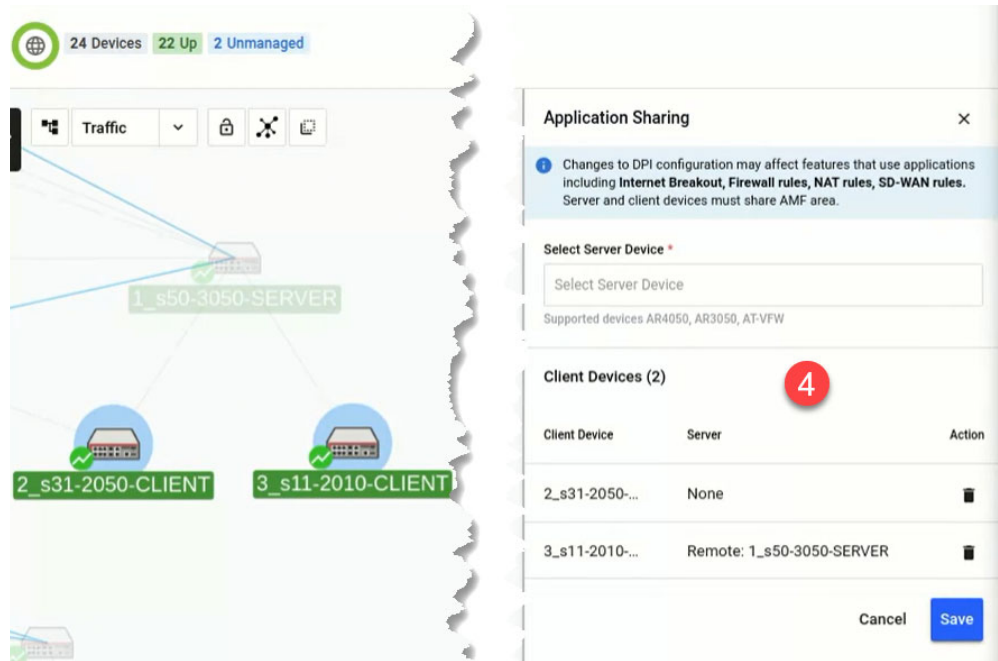 24 Devices 22 Up 2 Unmanaged
Traffic
1_s50-3050-SERVER
2_s31-2050-CLIENT
3_s11-2010-CLIENT
Application Sharing
Changes to DPI configuration may affect features that use applications
including Internet Breakout, Firewall rules, NAT rules, SD-WAN rules.
Server and client devices must share AMF area.
Select Server Device *
Select Server Device
Supported devices AR4050, AR3050, AT-VFW
Client Devices (2)
4
Client Device Server Action
2_s31-2050-... None
3_s11-2010-... Remote: 1_s50-3050-SERVER
Cancel Save